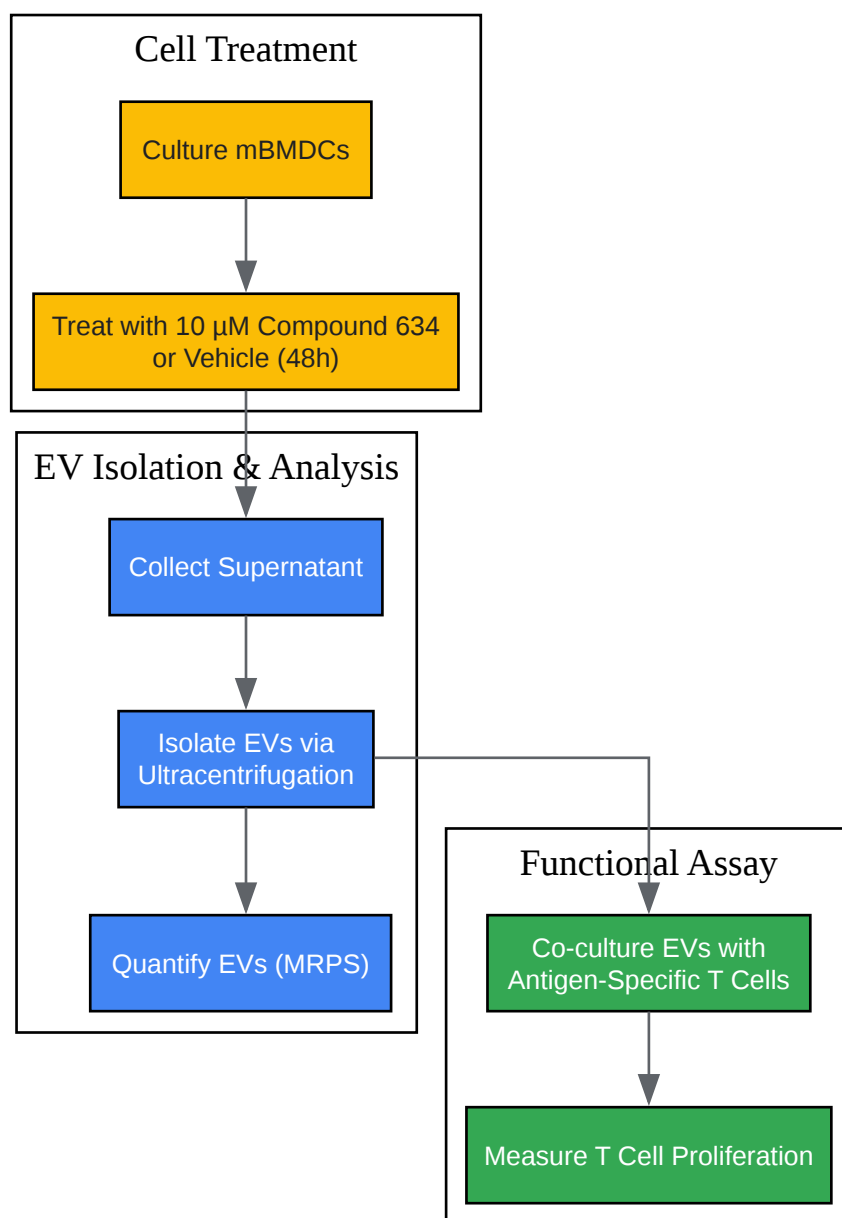 Cell Treatment
Culture mBMDCs
Treat with 10 µM Compound 634
or Vehicle (48h)
EV Isolation & Analysis
Collect Supernatant
Isolate EVs via
Ultracentrifugation
Quantify EVs (MRPS)
Functional Assay
Co-culture EVs with
Antigen-Specific T Cells
Measure T Cell Proliferation